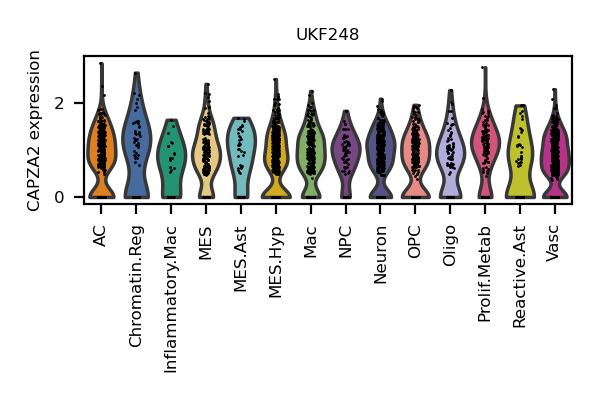 UKF248
CAPZA2 expression
2
0
AC
Chromatin.Reg
Inflammatory.Mac
MES
MES.Ast
MES.Hyp
Mac
NPC
Neuron
OPC
Oligo
Prolif.Metab
Reactive.Ast
Vasc